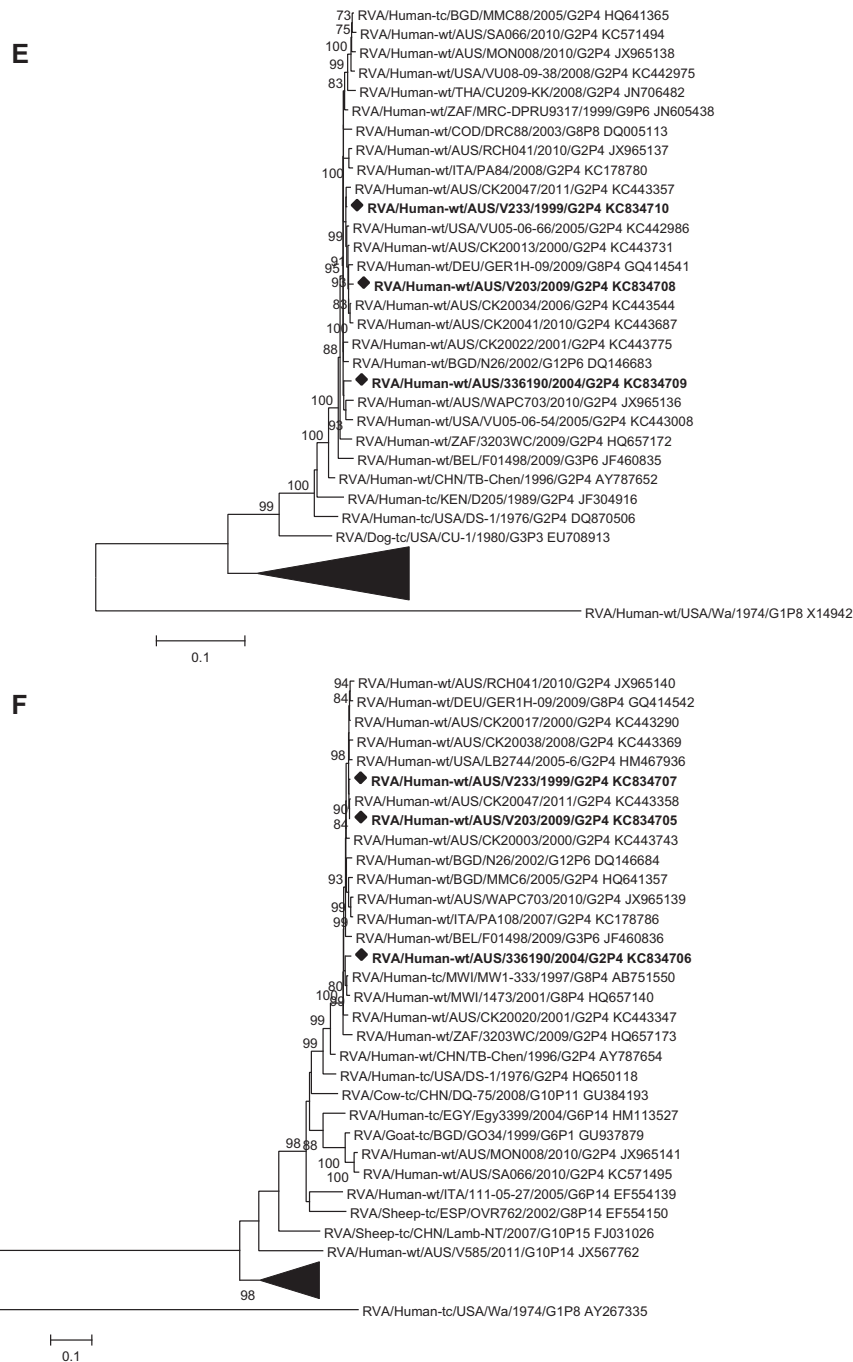 E
73
RVA/Human-tc/BGD/MMC88/2005/G2P4 HQ641365
75
RVA/Human-wt/AUS/SA066/2010/G2P4 KC571494
100
RVA/Human-wt/AUS/MON008/2010/G2P4 JX965138
99
RVA/Human-wt/USA/VU08-09-38/2008/G2P4 KC442975
83
RVA/Human-wt/THA/CU209-KK/2008/G2P4 JN706482
RVA/Human-wt/ZAF/MRC-DPRU9317/1999/G9P6 JN605438
RVA/Human-wt/COD/DRC88/2003/G8P8 DQ005113
RVA/Human-wt/AUS/RCH041/2010/G2P4 JX965137
100
RVA/Human-wt/ITA/PA84/2008/G2P4 KC178780
RVA/Human-wt/AUS/CK20047/2011/G2P4 KC443357
RVA/Human-wt/AUS/V233/1999/G2P4 KC834710
RVA/Human-wt/USA/VU05-06-66/2005/G2P4 KC442986
99
RVA/Human-wt/AUS/CK20013/2000/G2P4 KC443731
91
RVA/Human-wt/DEU/GER1H-09/2009/G8P4 GQ414541
95
93
RVA/Human-wt/AUS/V203/2009/G2P4 KC834708
83
RVA/Human-wt/AUS/CK20034/2006/G2P4 KC443544
100
RVA/Human-wt/AUS/CK20041/2010/G2P4 KC443687
88
RVA/Human-wt/AUS/CK20022/2001/G2P4 KC443775
RVA/Human-wt/BGD/N26/2002/G12P6 DQ146683
RVA/Human-wt/AUS/336190/2004/G2P4 KC834709
100
RVA/Human-wt/AUS/WAPC703/2010/G2P4 JX965136
93
RVA/Human-wt/USA/VU05-06-54/2005/G2P4 KC443008
100
RVA/Human-wt/ZAF/3203WC/2009/G2P4 HQ657172
RVA/Human-wt/BEL/F01498/2009/G3P6 JF460835
RVA/Human-wt/CHN/TB-Chen/1996/G2P4 AY787652
100
RVA/Human-tc/KEN/D205/1989/G2P4 JF304916
99
RVA/Human-tc/USA/DS-1/1976/G2P4 DQ870506
RVA/Dog-tc/USA/CU-1/1980/G3P3 EU708913
RVA/Human-wt/USA/Wa/1974/G1P8 X14942
0.1
F
94
RVA/Human-wt/AUS/RCH041/2010/G2P4 JX965140
84
RVA/Human-wt/DEU/GER1H-09/2009/G8P4 GQ414542
RVA/Human-wt/AUS/CK20017/2000/G2P4 KC443290
RVA/Human-wt/AUS/CK20038/2008/G2P4 KC443369
98
RVA/Human-wt/USA/LB2744/2005-6/G2P4 HM467936
RVA/Human-wt/AUS/V233/1999/G2P4 KC834707
RVA/Human-wt/AUS/CK20047/2011/G2P4 KC443358
90
RVA/Human-wt/AUS/V203/2009/G2P4 KC834705
84
RVA/Human-wt/AUS/CK20003/2000/G2P4 KC443743
RVA/Human-wt/BGD/N26/2002/G12P6 DQ146684
93
RVA/Human-wt/BGD/MMC6/2005/G2P4 HQ641357
RVA/Human-wt/AUS/WAPC703/2010/G2P4 JX965139
99
RVA/Human-wt/ITA/PA108/2007/G2P4 KC178786
99
RVA/Human-wt/BEL/F01498/2009/G3P6 JF460836
RVA/Human-wt/AUS/336190/2004/G2P4 KC834706
RVA/Human-tc/MWI/MW1-333/1997/G8P4 AB751550
80
100
RVA/Human-wt/MWI/1473/2001/G8P4 HQ657140
RVA/Human-wt/AUS/CK20020/2001/G2P4 KC443347
99
RVA/Human-wt/ZAF/3203WC/2009/G2P4 HQ657173
99
RVA/Human-wt/CHN/TB-Chen/1996/G2P4 AY787654
RVA/Human-tc/USA/DS-1/1976/G2P4 HQ650118
RVA/Cow-tc/CHN/DQ-75/2008/G10P11 GU384193
RVA/Human-tc/EGY/Egy3399/2004/G6P14 HM113527
RVA/Goat-tc/BGD/GO34/1999/G6P1 GU937879
98
88
RVA/Human-wt/AUS/MON008/2010/G2P4 JX965141
100
RVA/Human-wt/AUS/SA066/2010/G2P4 KC571495
100
RVA/Human-wt/ITA/111-05-27/2005/G6P14 EF554139
RVA/Sheep-tc/ESP/OVR762/2002/G8P14 EF554150
RVA/Sheep-tc/CHN/Lamb-NT/2007/G10P15 FJ031026
RVA/Human-wt/AUS/V585/2011/G10P14 JX567762
98
RVA/Human-tc/USA/Wa/1974/G1P8 AY267335
0.1